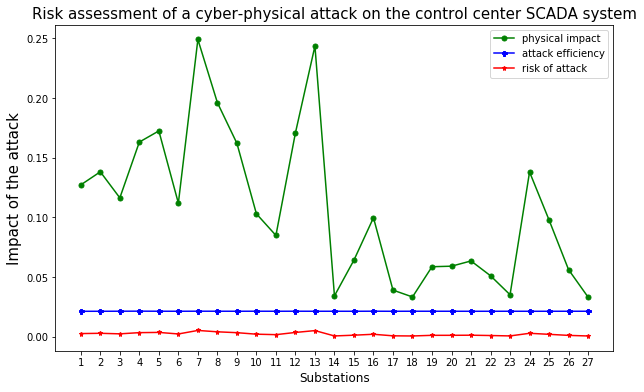 Risk assessment of a cyber-physical attack on the control center SCADA system
physical impact
attack efficiency
risk of attack
Impact of the attack
0.25
0.20
0.15
0.10
0.05
0.00
1 2 3 4 5 6 7 8 9 10 11 12 13 14 15 16 17 18 19 20 21 22 23 24 25 26 27
Substations